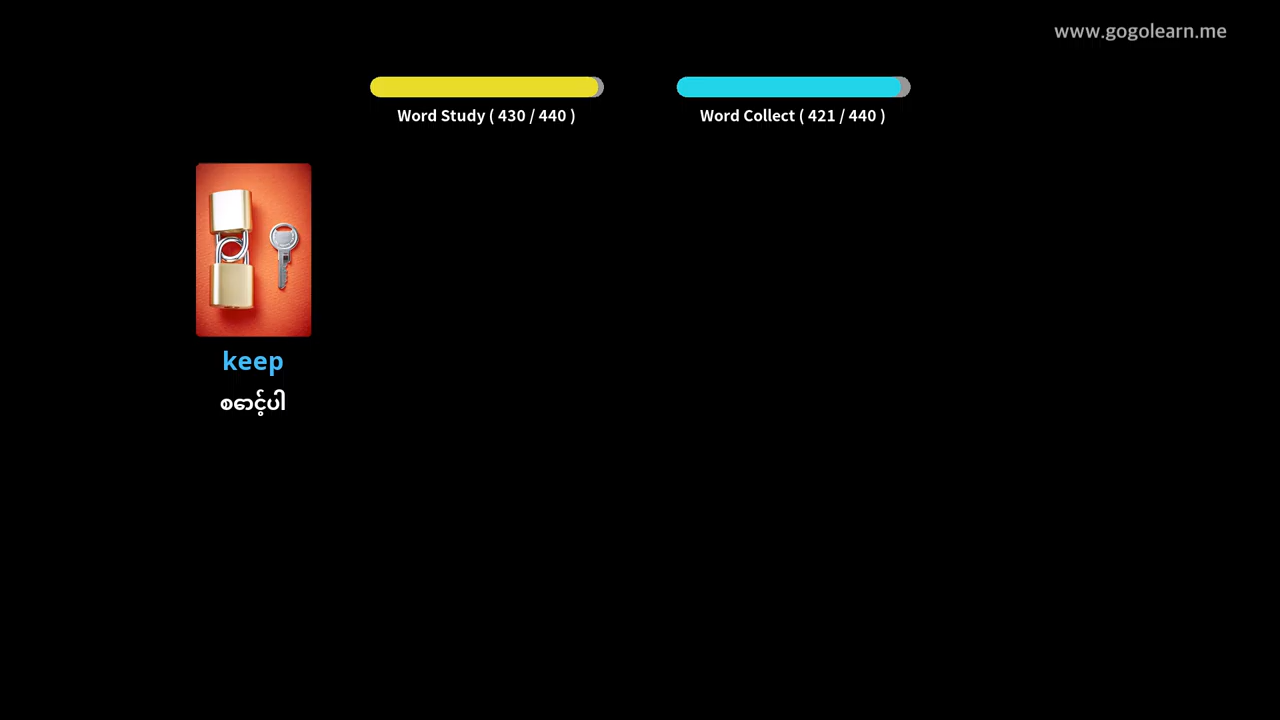 www.gogolearn.me
Word Study ( 430 / 440 )
Word Collect ( 421 / 440 )
keep
စောင့်ပါ